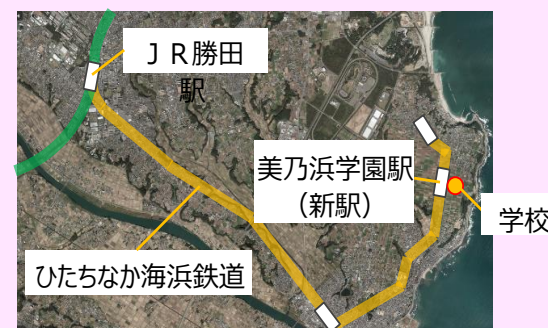 ＪＲ勝田
駅
美乃浜学園駅
（新駅）
学校
ひたちなか海浜鉄道